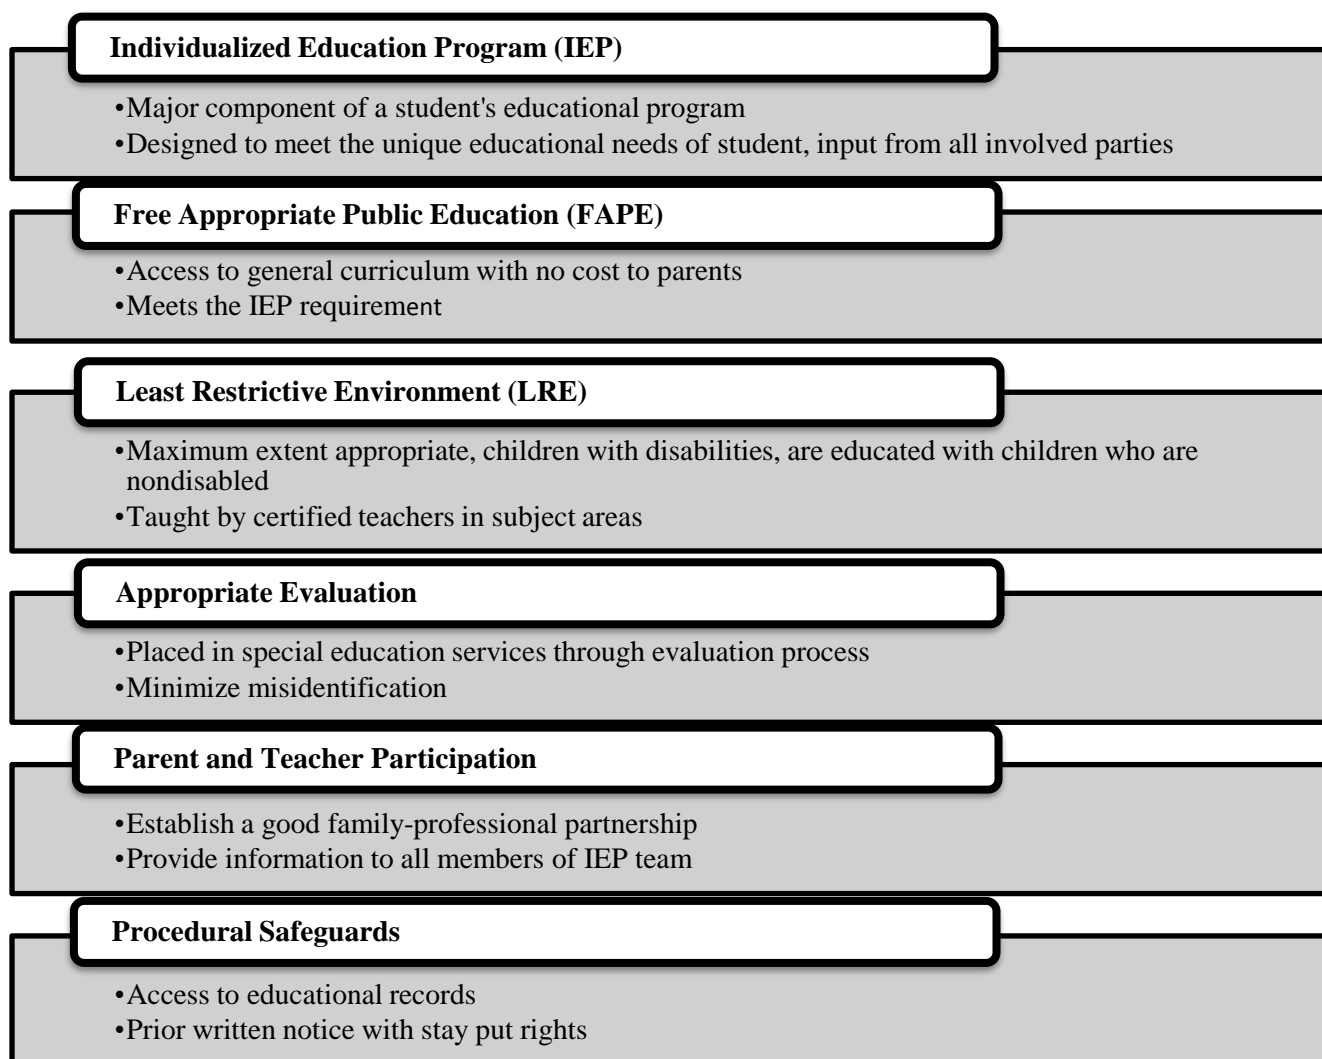 Individualized Education Program (IEP)
•Major component of a student's educational program
•Designed to meet the unique educational needs of student, input from all involved parties
Free Appropriate Public Education (FAPE)
•Access to general curriculum with no cost to parents
•Meets the IEP requirement
Least Restrictive Environment (LRE)
•Maximum extent appropriate, children with disabilities, are educated with children who are
nondisabled
•Taught by certified teachers in subject areas
Appropriate Evaluation
•Placed in special education services through evaluation process
•Minimize misidentification
Parent and Teacher Participation
•Establish a good family-professional partnership
•Provide information to all members of IEP team
Procedural Safeguards
•Access to educational records
•Prior written notice with stay put rights